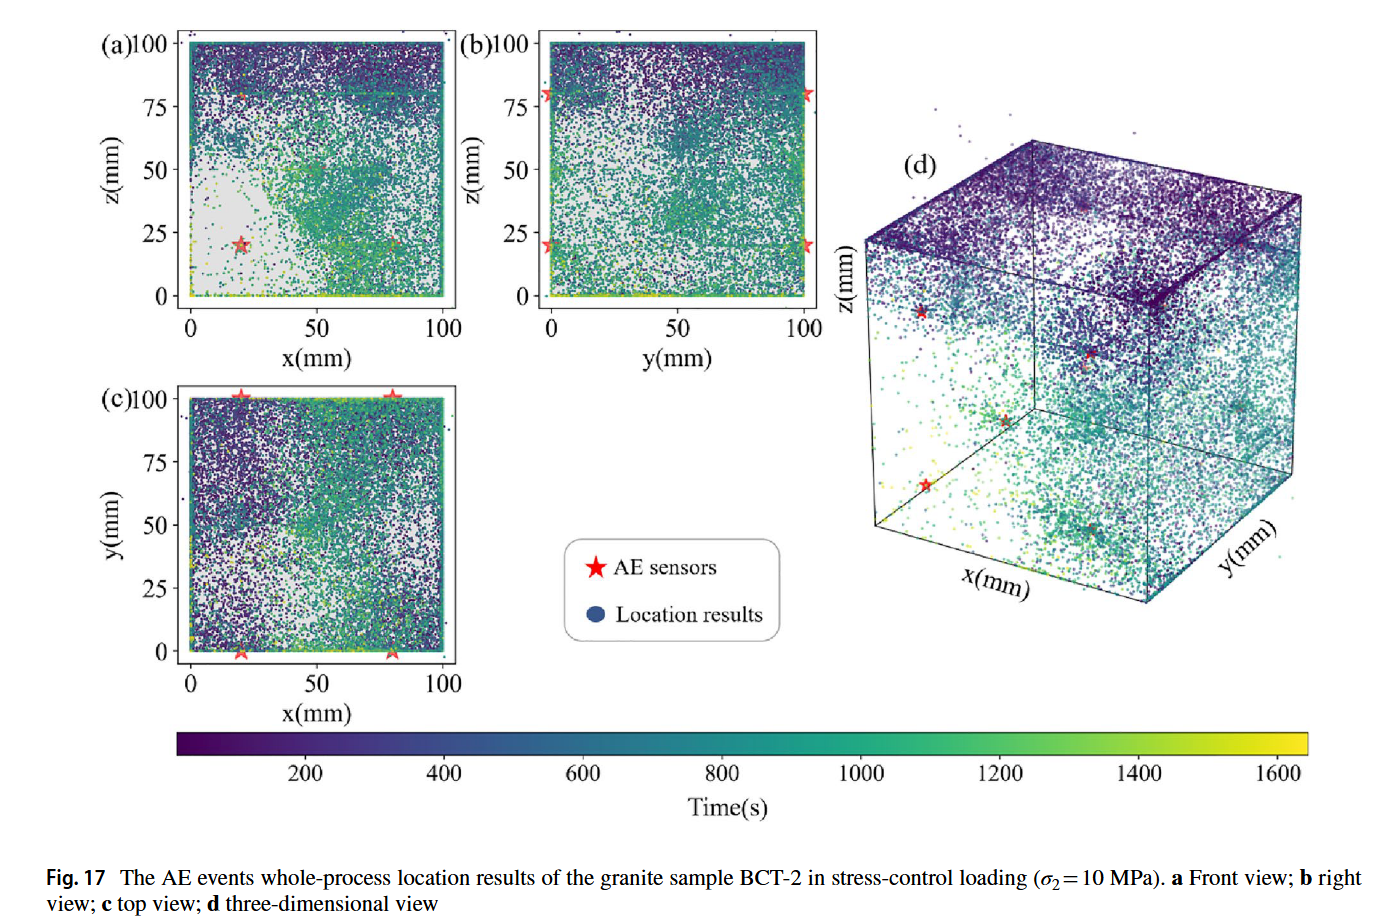 (a)
100
75
50
25
0
z(mm)
0 50 100
x(mm)
(b)
100
75
50
25
0
z(mm)
0 50 100
y(mm)
(c)
100
75
50
25
0
y(mm)
0 50 100
x(mm)
(d)
z(mm)
x(mm)
y(mm)
AE sensors
Location results
200 400 600 800 1000 1200 1400 1600
Time(s)
Fig. 17 The AE events whole-process location results of the granite sample BCT-2 in stress-control loading (σ₂ = 10 MPa). a Front view; b right
view; c top view; d three-dimensional view